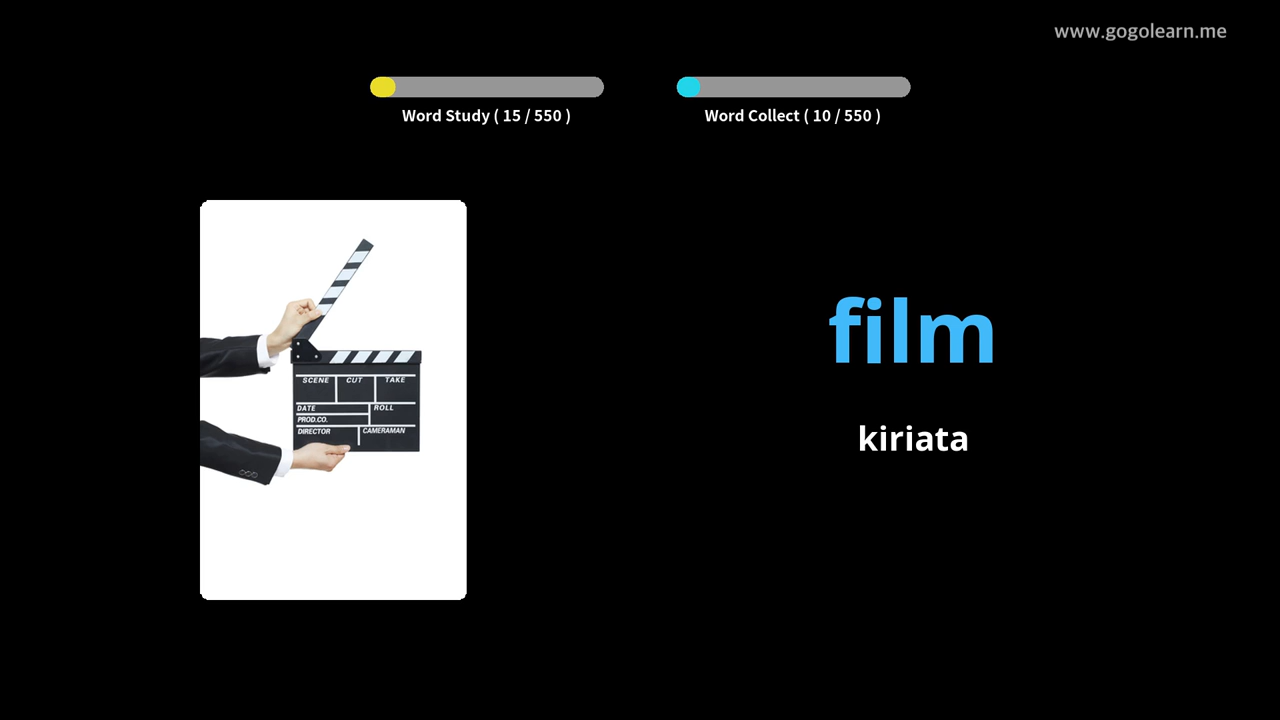 www.gogolearn.me
Word Study ( 15 / 550 )
Word Collect ( 10 / 550 )
film
kiriata
SCENE CUT TAKE
DATE ROLL
PROD.CO.
DIRECTOR CAMERAMAN